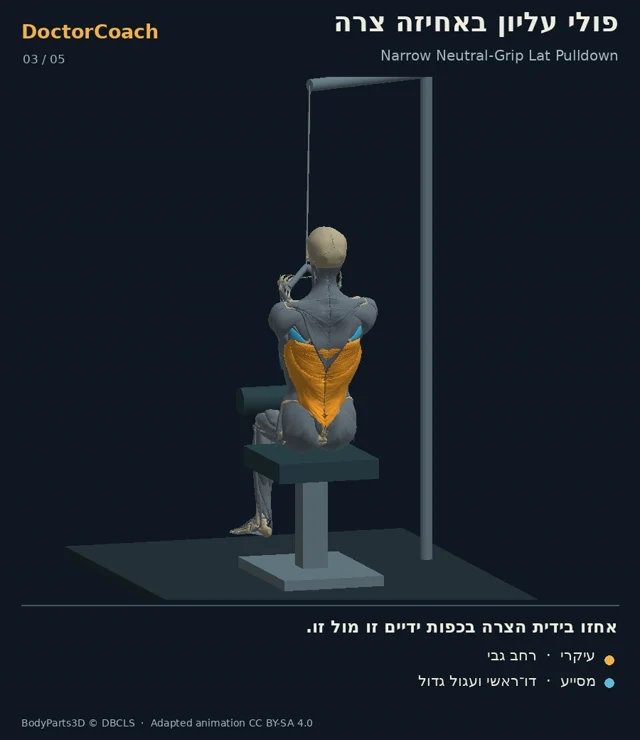 DoctorCoach
פולי עליון באחיזה צרה
03 / 05
Narrow Neutral-Grip Lat Pulldown
אחזו בידית הצרה בכפות ידיים זו מול זו.
עיקרי · רחב גבי
מסייע · דו־ראשי ועגול גדול
BodyParts3D © DBCLS · Adapted animation CC BY-SA 4.0